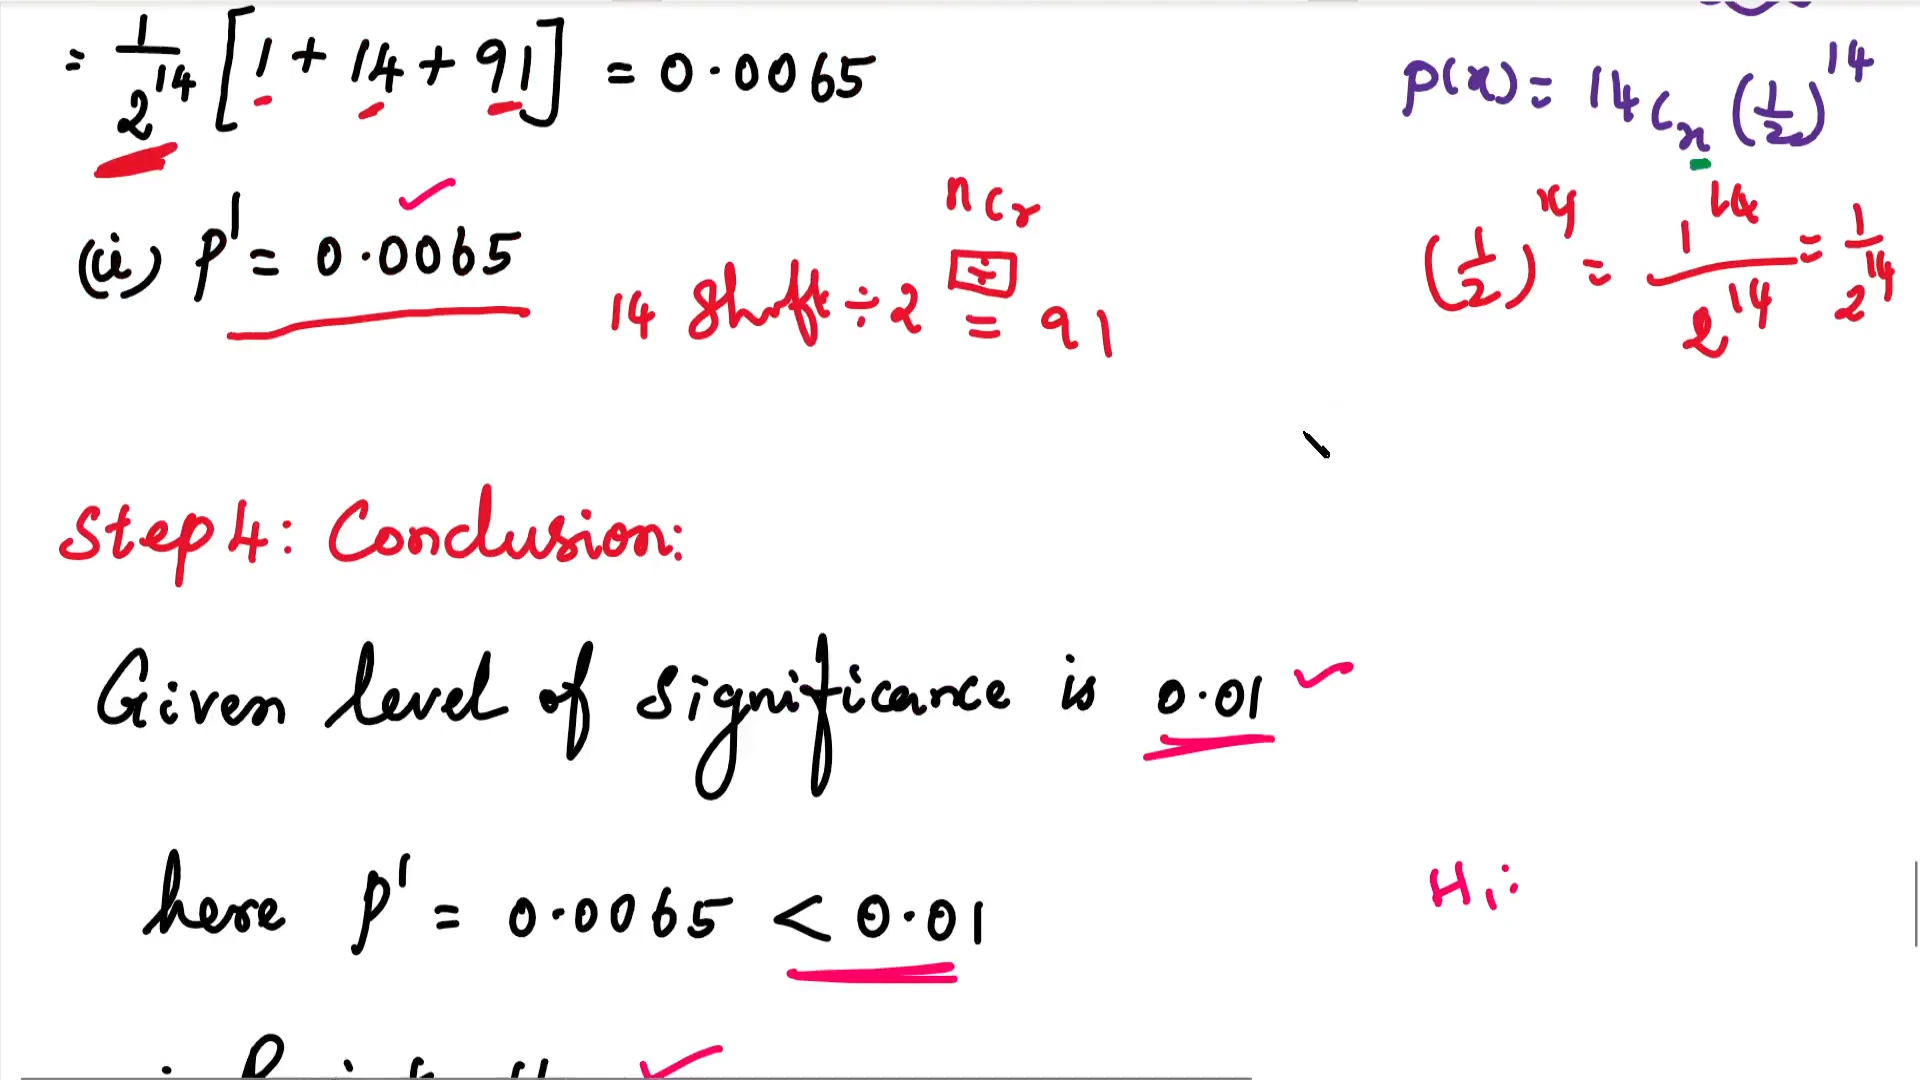 = 1/2^14 [1 + 14 + 91] = 0.0065
p(x) = 14Cx (1/2)^14
(ii) p' = 0.0065
nCr
÷
14 Shift ÷ 2 = 91
(1/2)^14 = 1^14/2^14 = 1/2^14
Step 4: Conclusion:
Given level of significance is 0.01
here p' = 0.0065 < 0.01
H1: